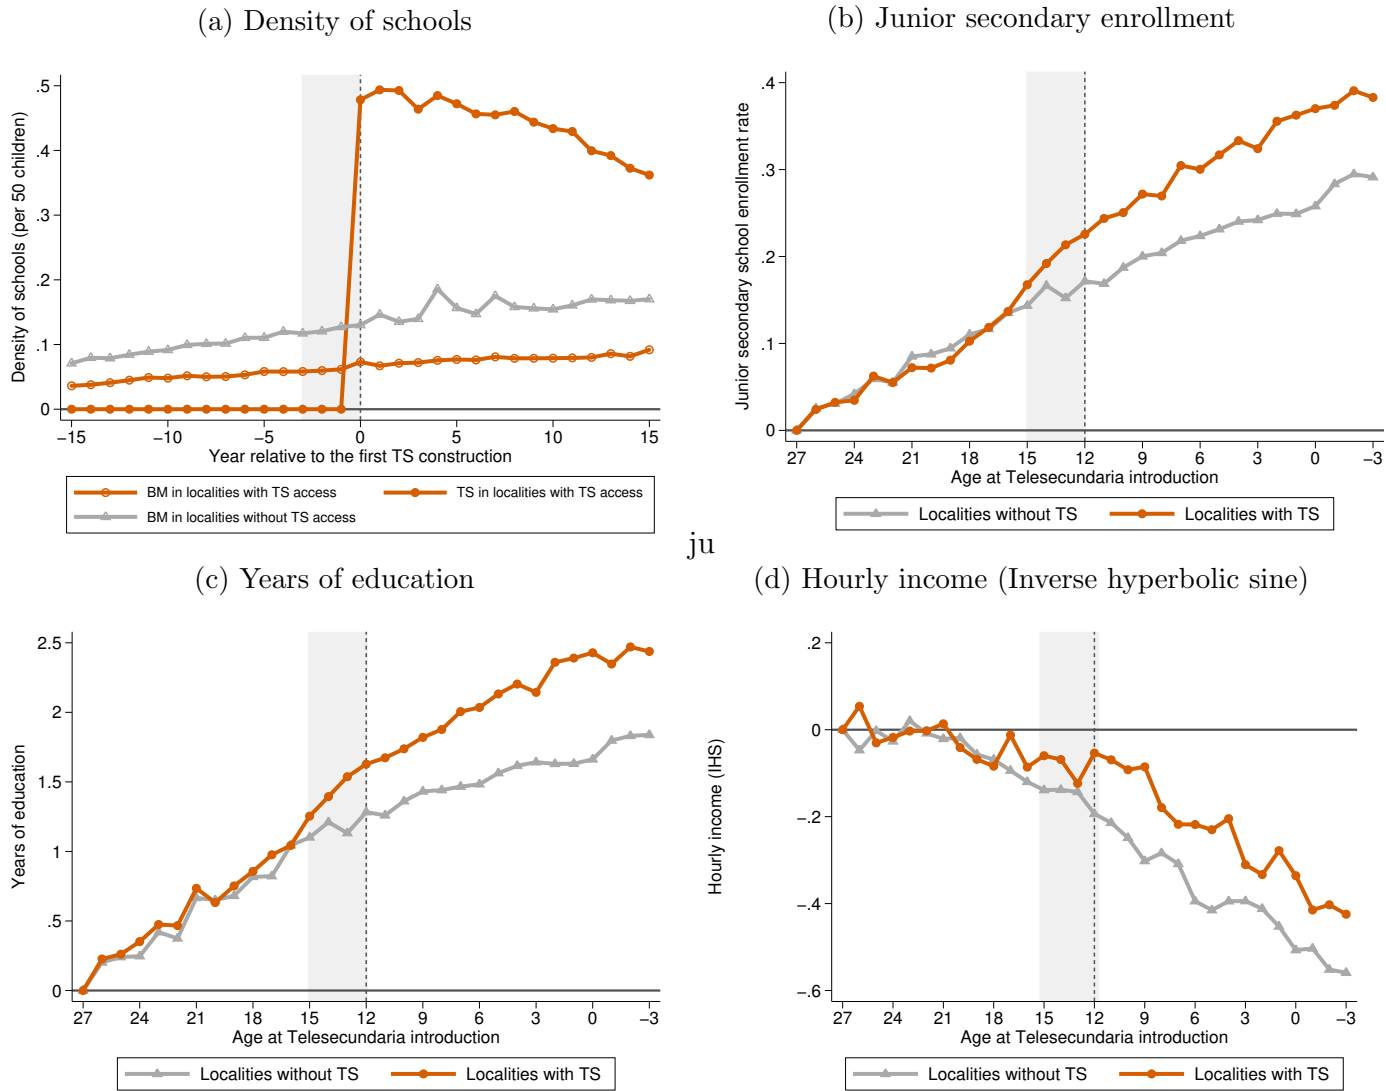 (a) Density of schools
Density of schools (per 50 children)
.5
.4
.3
.2
.1
0
−15 −10 −5 0 5 10 15
Year relative to the first TS construction
BM in localities with TS access TS in localities with TS access
BM in localities without TS access
(b) Junior secondary enrollment
Junior secondary school enrollment rate
.4
.3
.2
.1
0
27 24 21 18 15 12 9 6 3 0 −3
Age at Telesecundaria introduction
Localities without TS Localities with TS
ju
(c) Years of education
Years of education
2.5
2
1.5
1
.5
0
27 24 21 18 15 12 9 6 3 0 −3
Age at Telesecundaria introduction
Localities without TS Localities with TS
(d) Hourly income (Inverse hyperbolic sine)
Hourly income (IHS)
.2
0
−.2
−.4
−.6
27 24 21 18 15 12 9 6 3 0 −3
Age at Telesecundaria introduction
Localities without TS Localities with TS